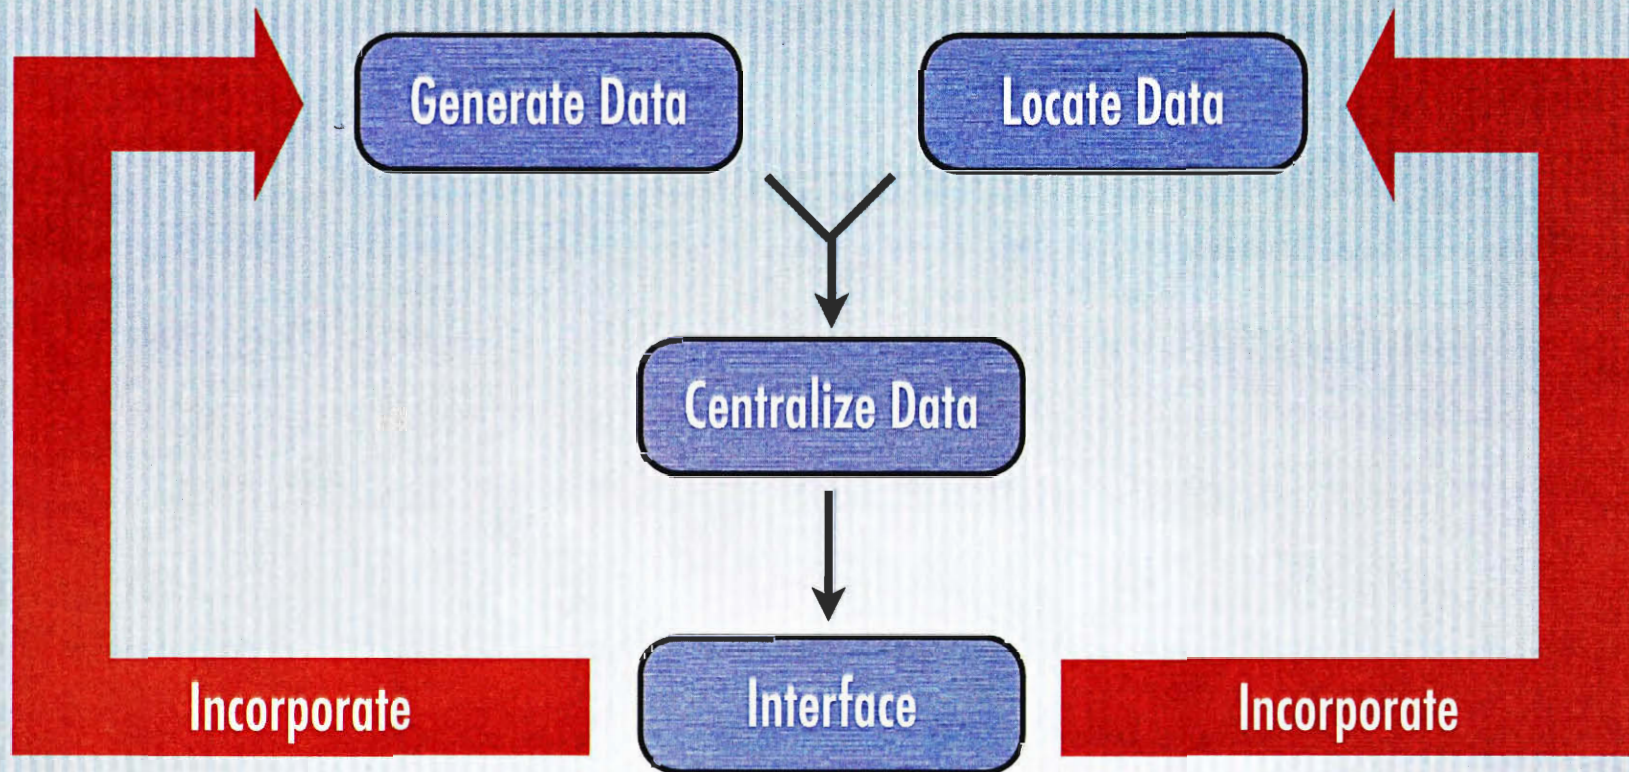 Generate Data
Locate Data
Centralize Data
Interface
Incorporate
Incorporate